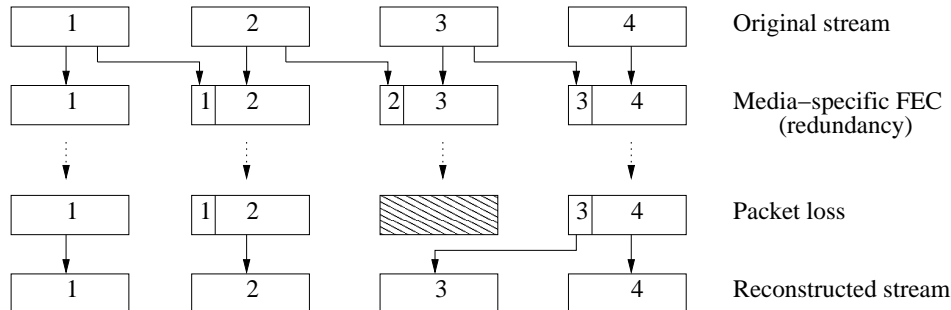 1 2 3 4 Original stream
1 1 2 2 3 3 4 Media–specific FEC
(redundancy)
1 1 2 3 4 Packet loss
1 2 3 4 Reconstructed stream